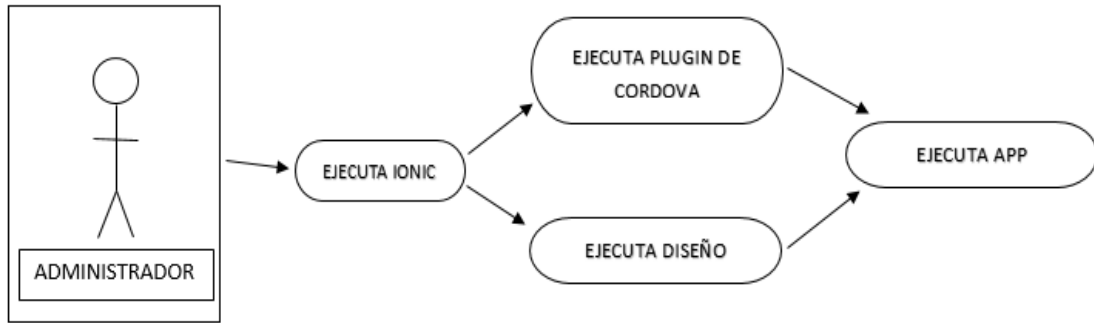 ADMINISTRADOR
EJECUTA IONIC
EJECUTA PLUGIN DE
CORDOVA
EJECUTA DISEÑO
EJECUTA APP